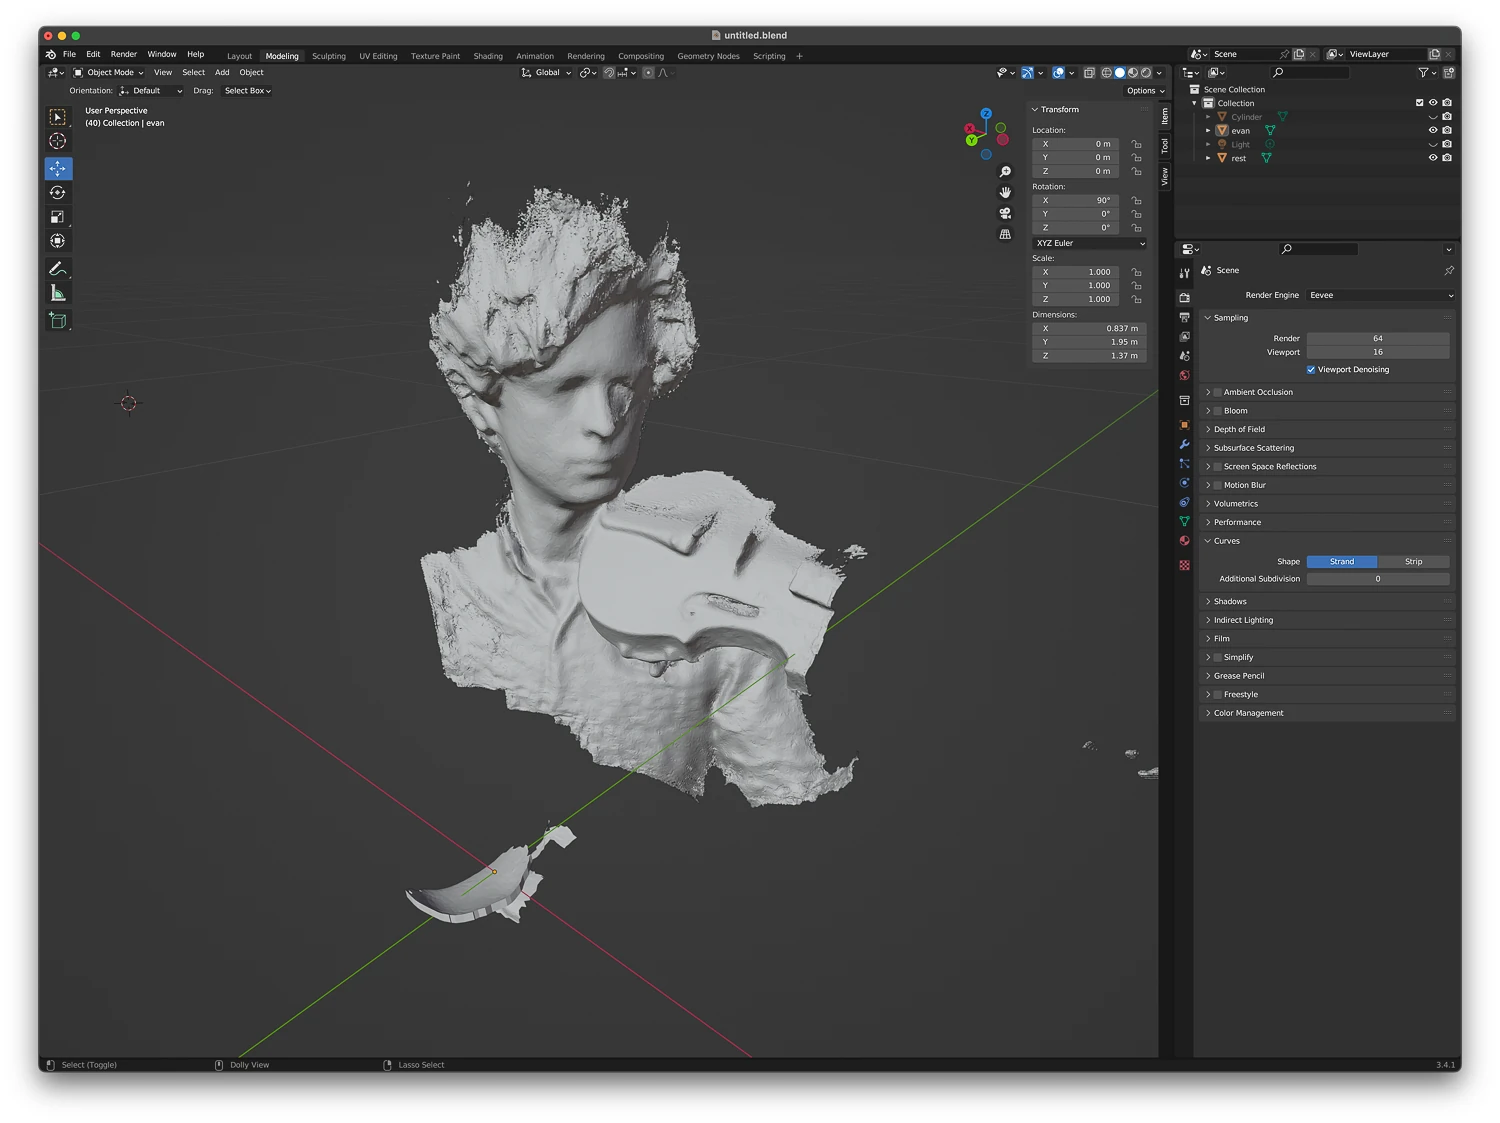 untitled.blend
File Edit Render Window Help Layout Modeling Sculpting UV Editing Texture Paint Shading Animation Rendering Compositing Geometry Nodes Scripting + Scene ViewLayer
Object Mode View Select Add Object Global
Orientation: Default Drag: Select Box Options
User Perspective
(40) Collection | evan
X
Y
Z
Transform
Location:
X 0 m
Y 0 m
Z 0 m
Rotation:
X 90°
Y 0°
Z 0°
XYZ Euler
Scale:
X 1.000
Y 1.000
Z 1.000
Dimensions:
X 0.837 m
Y 1.95 m
Z 1.37 m
Item
Tool
View
Scene Collection
Collection
Cylinder
evan
Light
rest
Scene
Render Engine Eevee
Sampling
Render 64
Viewport 16
Viewport Denoising
Ambient Occlusion
Bloom
Depth of Field
Subsurface Scattering
Screen Space Reflections
Motion Blur
Volumetrics
Performance
Curves
Shape Strand Strip
Additional Subdivision 0
Shadows
Indirect Lighting
Film
Simplify
Grease Pencil
Freestyle
Color Management
Select (Toggle) Dolly View Lasso Select 3.4.1